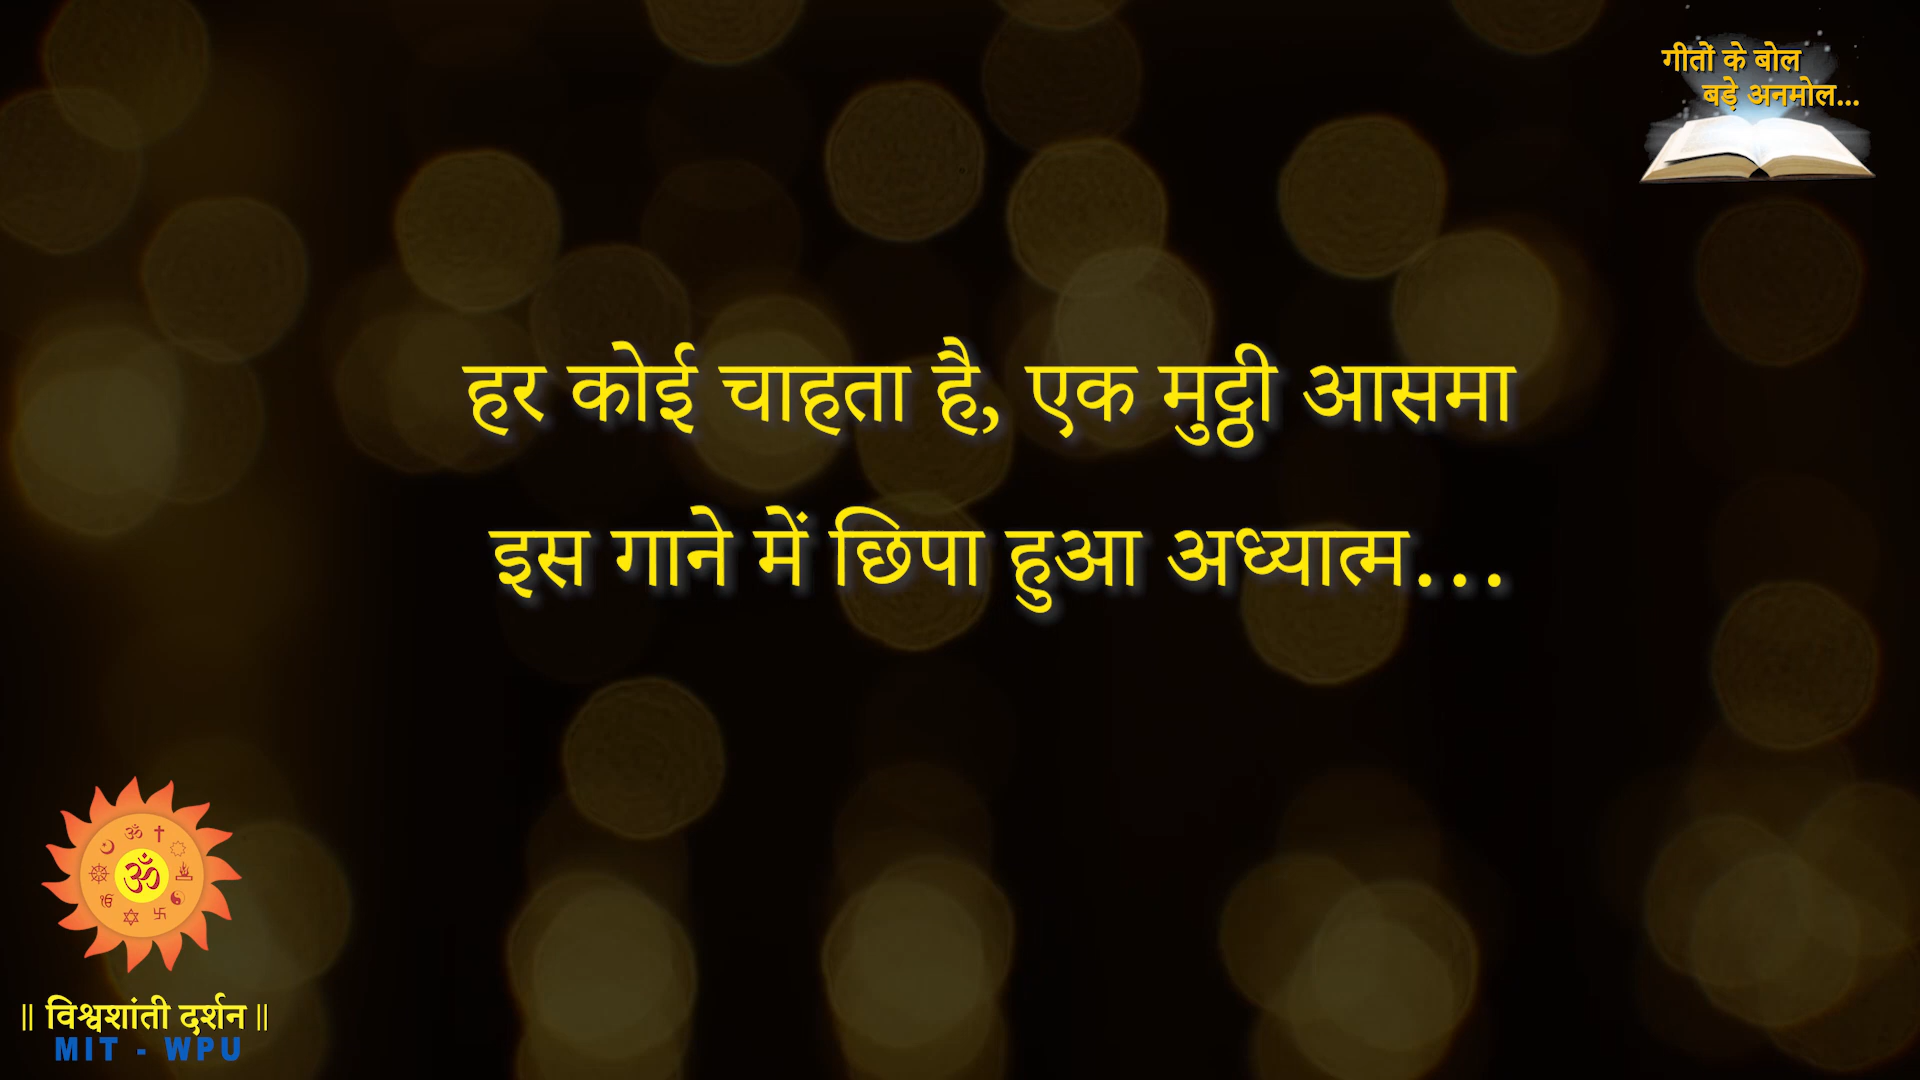 गीतों के बोल
बड़े अनमोल...
हर कोई चाहता है, एक मुट्ठी आसमा
इस गाने में छिपा हुआ अध्यात्म...
ॐ
|| विश्वशांती दर्शन ||
MIT - WPU